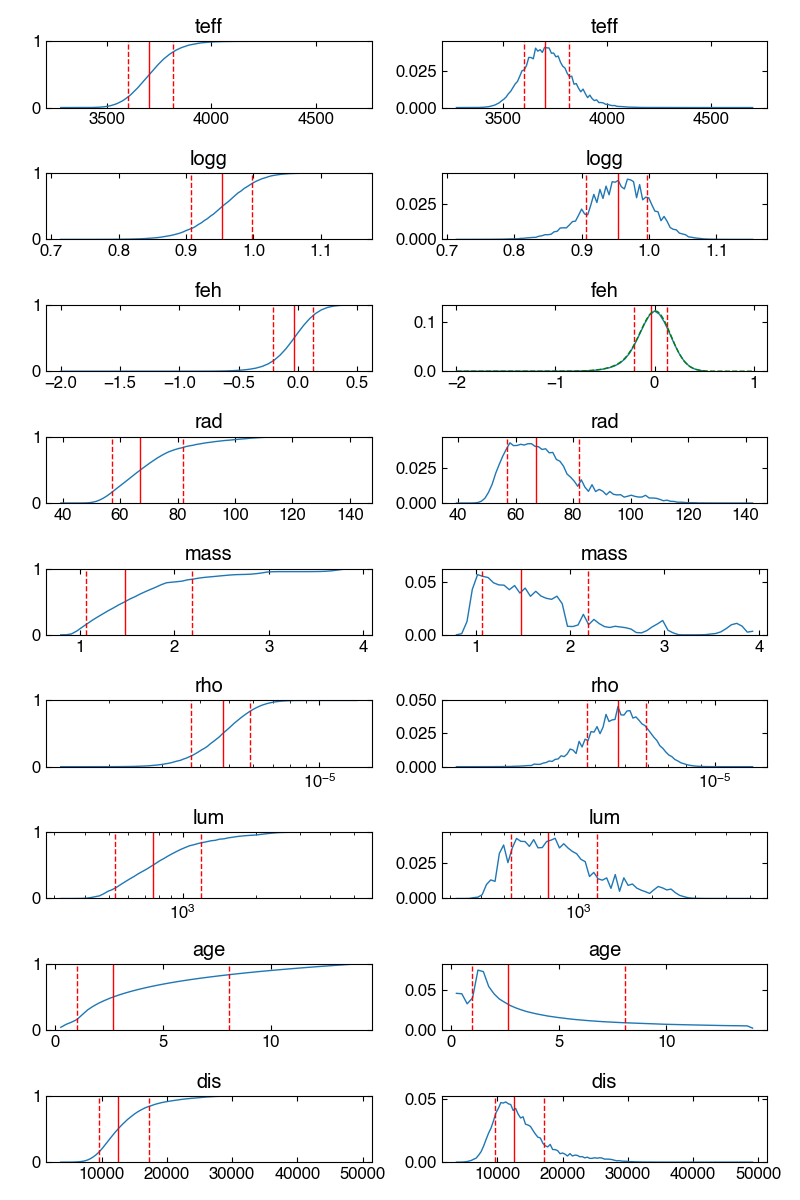 teff teff
1 0 3500 4000 4500
0.025 0.000 3500 4000 4500
logg logg
1 0 0.7 0.8 0.9 1.0 1.1
0.025 0.000 0.7 0.8 0.9 1.0 1.1
feh feh
1 0 −2.0 −1.5 −1.0 −0.5 0.0 0.5
0.1 0.0 −2 −1 0 1
rad rad
1 0 40 60 80 100 120 140
0.025 0.000 40 60 80 100 120 140
mass mass
1 0 1 2 3 4
0.05 0.00 1 2 3 4
rho rho
1 0 10⁻⁵
0.050 0.025 0.000 10⁻⁵
lum lum
1 0 10³
0.025 0.000 10³
age age
1 0 0 5 10
0.05 0.00 0 5 10
dis dis
1 0 10000 20000 30000 40000 50000
0.05 0.00 10000 20000 30000 40000 50000